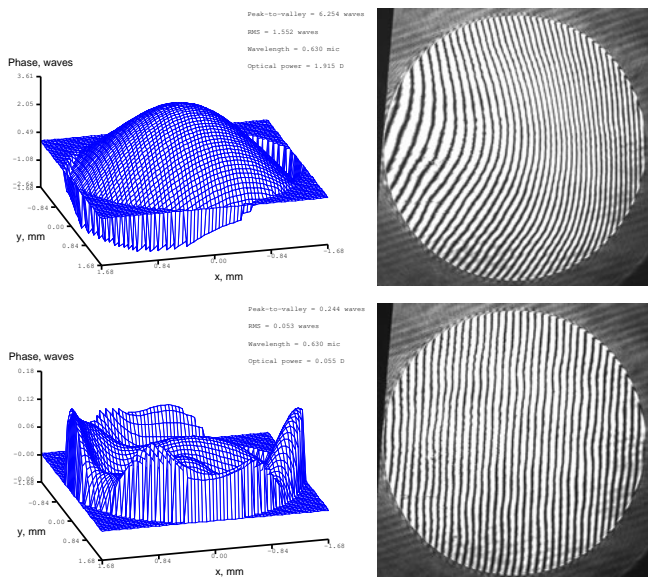 Peak-to-valley = 6.254 waves
RMS = 1.552 waves
Wavelength = 0.630 mic
Optical power = 1.915 D
Phase, waves
3.61
2.05
0.49
-1.08
-1.68
-0.84
0.00
0.84
1.68
y, mm
1.68
0.84
0.00
-0.84
-1.68
x, mm
Peak-to-valley = 0.244 waves
RMS = 0.053 waves
Wavelength = 0.630 mic
Optical power = 0.055 D
Phase, waves
0.18
0.12
0.06
-0.00
-1.68
-0.84
0.00
0.84
1.68
y, mm
1.68
0.84
0.00
-0.84
-1.68
x, mm